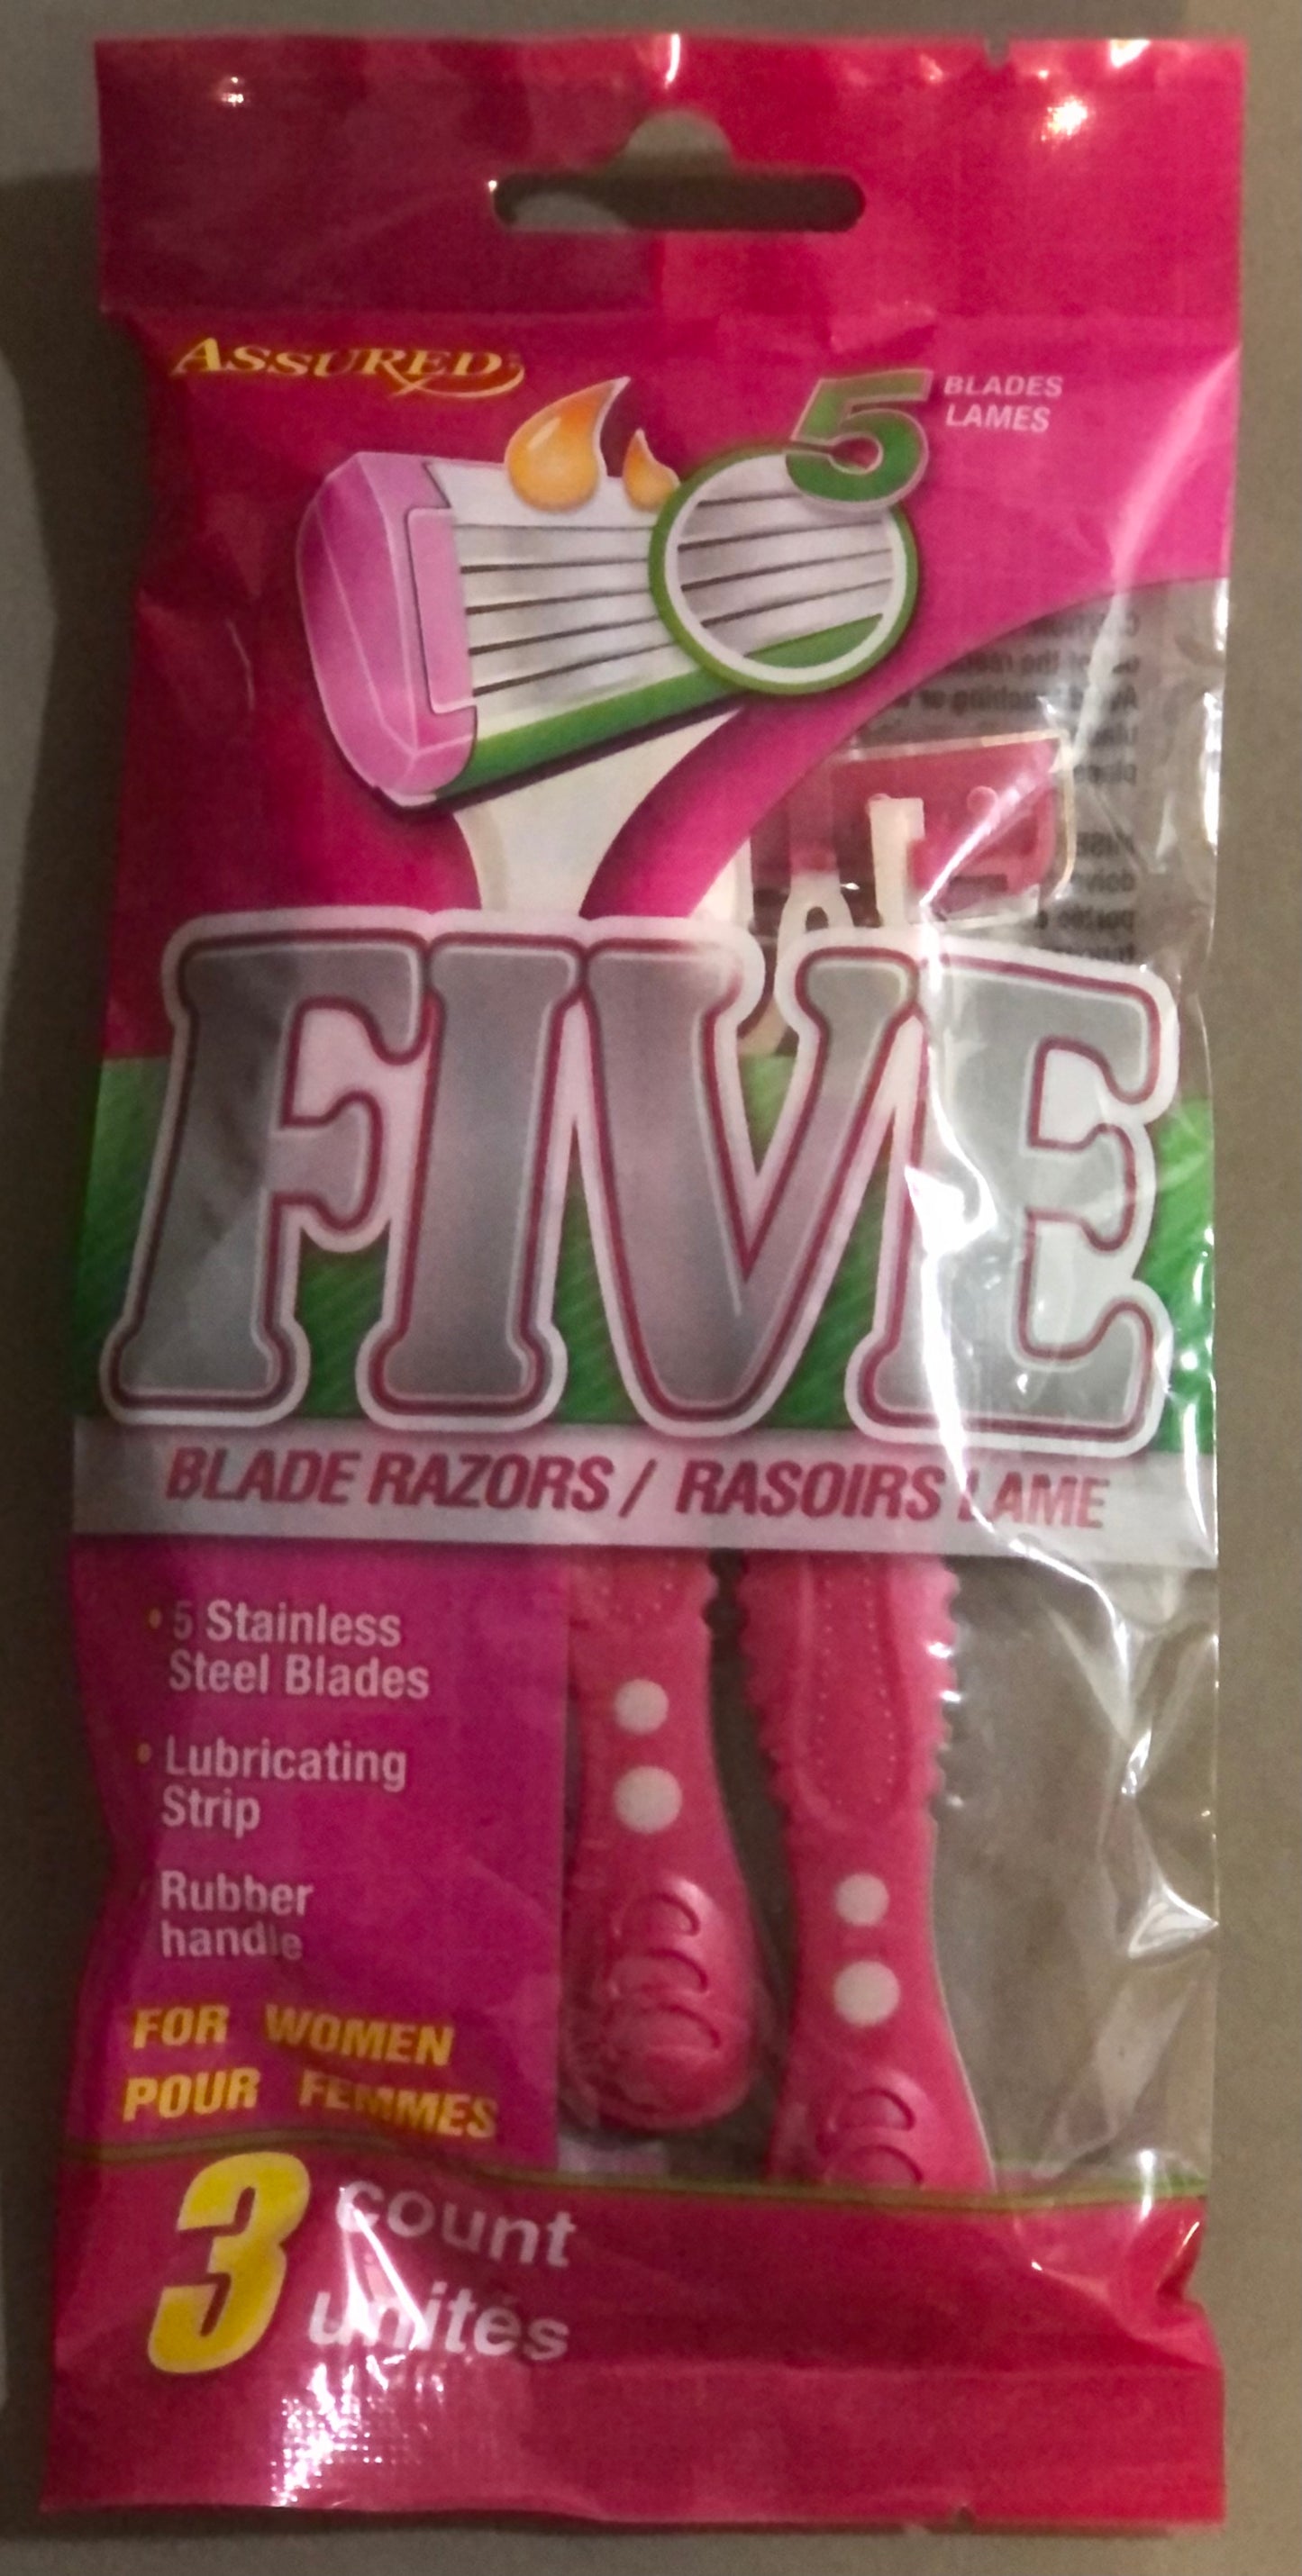 ASSURED
5 BLADES
LAMES
FIVE
BLADE RAZORS / RASOIRS LAME
• 5 Stainless
Steel Blades
• Lubricating
Strip
Rubber
handle
FOR WOMEN
POUR FEMMES
3 count
unités